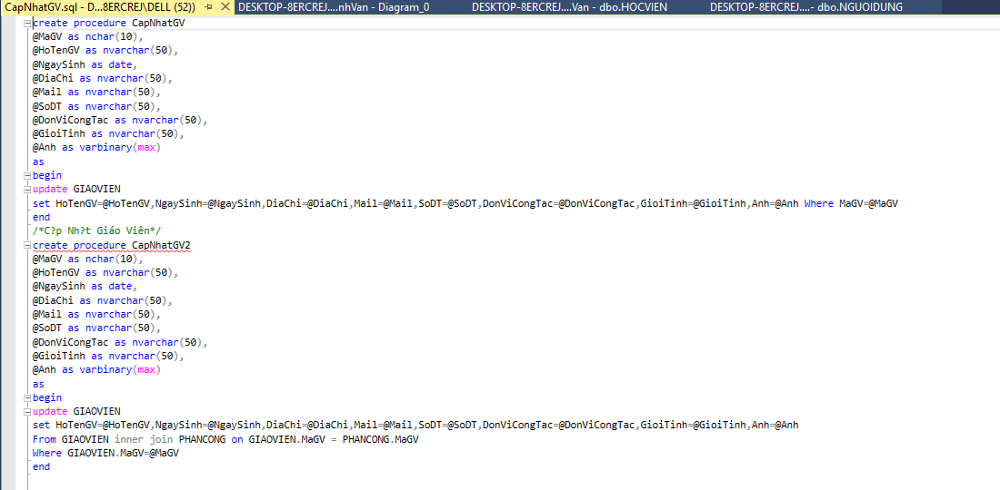 CapNhatGV.sql - D...8ERCREJ\DELL (52)) DESKTOP-8ERCREJ....nhVan - Diagram_0 DESKTOP-8ERCREJ....Van - dbo.HOCVIEN DESKTOP-8ERCREJ....- dbo.NGUOIDUNG
create procedure CapNhatGV
@MaGV as nchar(10),
@HoTenGV as nvarchar(50),
@NgaySinh as date,
@DiaChi as nvarchar(50),
@Mail as nvarchar(50),
@SoDT as nvarchar(50),
@DonViCongTac as nvarchar(50),
@GioiTinh as nvarchar(50),
@Anh as varbinary(max)
as
begin
update GIAOVIEN
set HoTenGV=@HoTenGV,NgaySinh=@NgaySinh,DiaChi=@DiaChi,Mail=@Mail,SoDT=@SoDT,DonViCongTac=@DonViCongTac,GioiTinh=@GioiTinh,Anh=@Anh Where MaGV=@MaGV
end
/*C?p Nh?t Giáo Viên*/
create procedure CapNhatGV2
@MaGV as nchar(10),
@HoTenGV as nvarchar(50),
@NgaySinh as date,
@DiaChi as nvarchar(50),
@Mail as nvarchar(50),
@SoDT as nvarchar(50),
@DonViCongTac as nvarchar(50),
@GioiTinh as nvarchar(50),
@Anh as varbinary(max)
as
begin
update GIAOVIEN
set HoTenGV=@HoTenGV,NgaySinh=@NgaySinh,DiaChi=@DiaChi,Mail=@Mail,SoDT=@SoDT,DonViCongTac=@DonViCongTac,GioiTinh=@GioiTinh,Anh=@Anh
From GIAOVIEN inner join PHANCONG on GIAOVIEN.MaGV = PHANCONG.MaGV
Where GIAOVIEN.MaGV=@MaGV
end